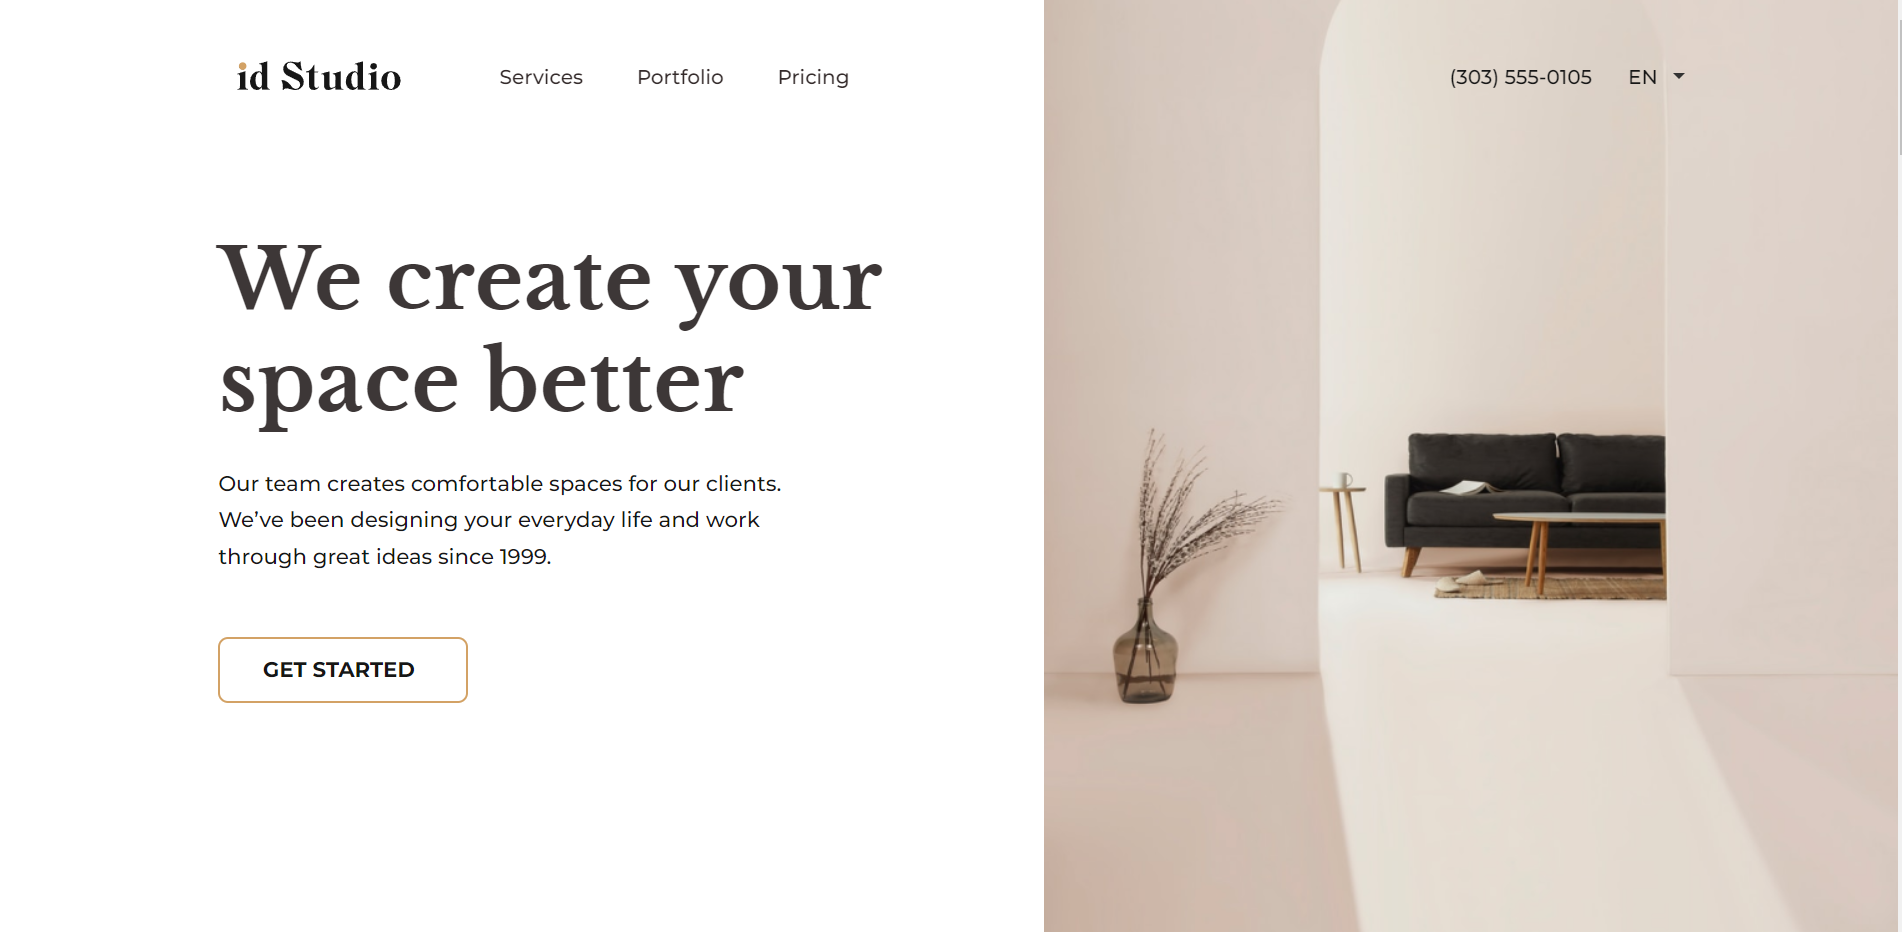 id Studio
Services
Portfolio
Pricing
(303) 555-0105
EN
We create your
space better
Our team creates comfortable spaces for our clients.
We’ve been designing your everyday life and work
through great ideas since 1999.
GET STARTED